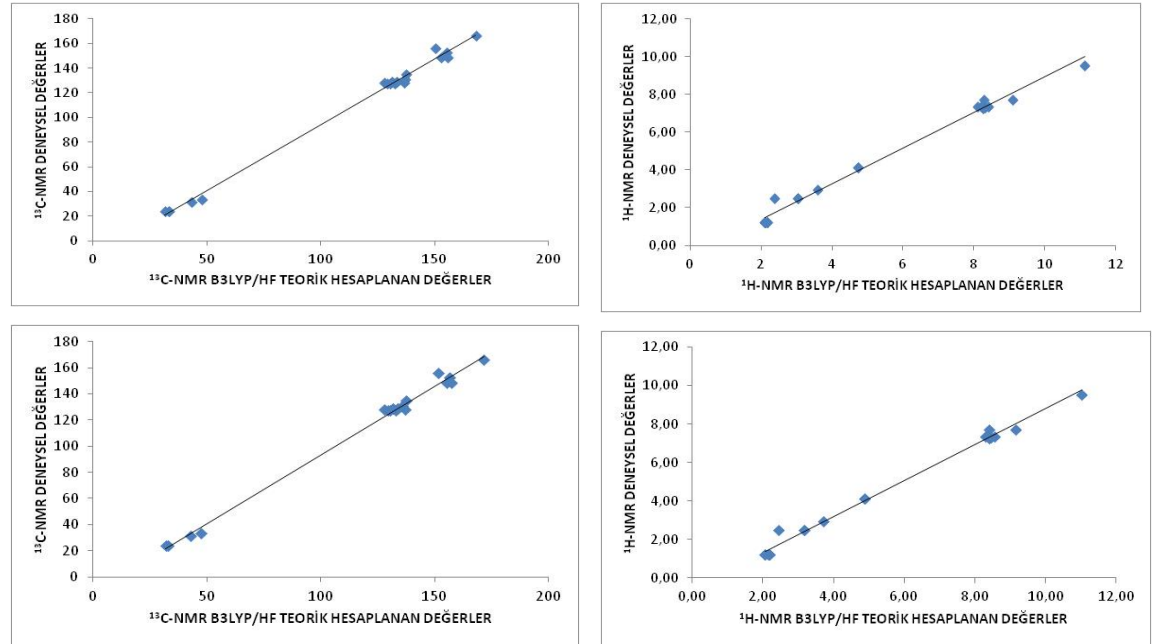 180
160
140
120
100
80
60
40
20
0
0 50 100 150 200
¹³C-NMR DENEYSEL DEĞERLER
¹³C-NMR B3LYP/HF TEORİK HESAPLANAN DEĞERLER
12,00
10,00
8,00
6,00
4,00
2,00
0,00
0 2 4 6 8 10 12
¹H-NMR DENEYSEL DEĞERLER
¹H-NMR B3LYP/HF TEORİK HESAPLANAN DEĞERLER
180
160
140
120
100
80
60
40
20
0
0 50 100 150 200
¹³C-NMR DENEYSEL DEĞERLER
¹³C-NMR B3LYP/HF TEORİK HESAPLANAN DEĞERLER
12,00
10,00
8,00
6,00
4,00
2,00
0,00
0,00 2,00 4,00 6,00 8,00 10,00 12,00
¹H-NMR DENEYSEL DEĞERLER
¹H-NMR B3LYP/HF TEORİK HESAPLANAN DEĞERLER